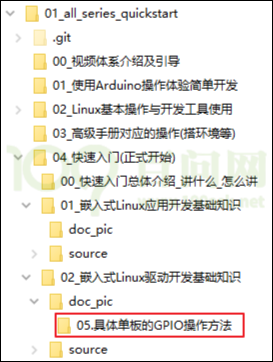 01_all_series_quickstart
.git
00_视频体系介绍及引导
01_使用Arduino操作体验简单开发
02_Linux基本操作与开发工具使用
03_高级手册对应的操作(搭环境等)
04_快速入门(正式开始)
00_快速入门总体介绍_讲什么_怎么讲
01_嵌入式Linux应用开发基础知识
doc_pic
source
02_嵌入式Linux驱动开发基础知识
doc_pic
05.具体单板的GPIO操作方法
source